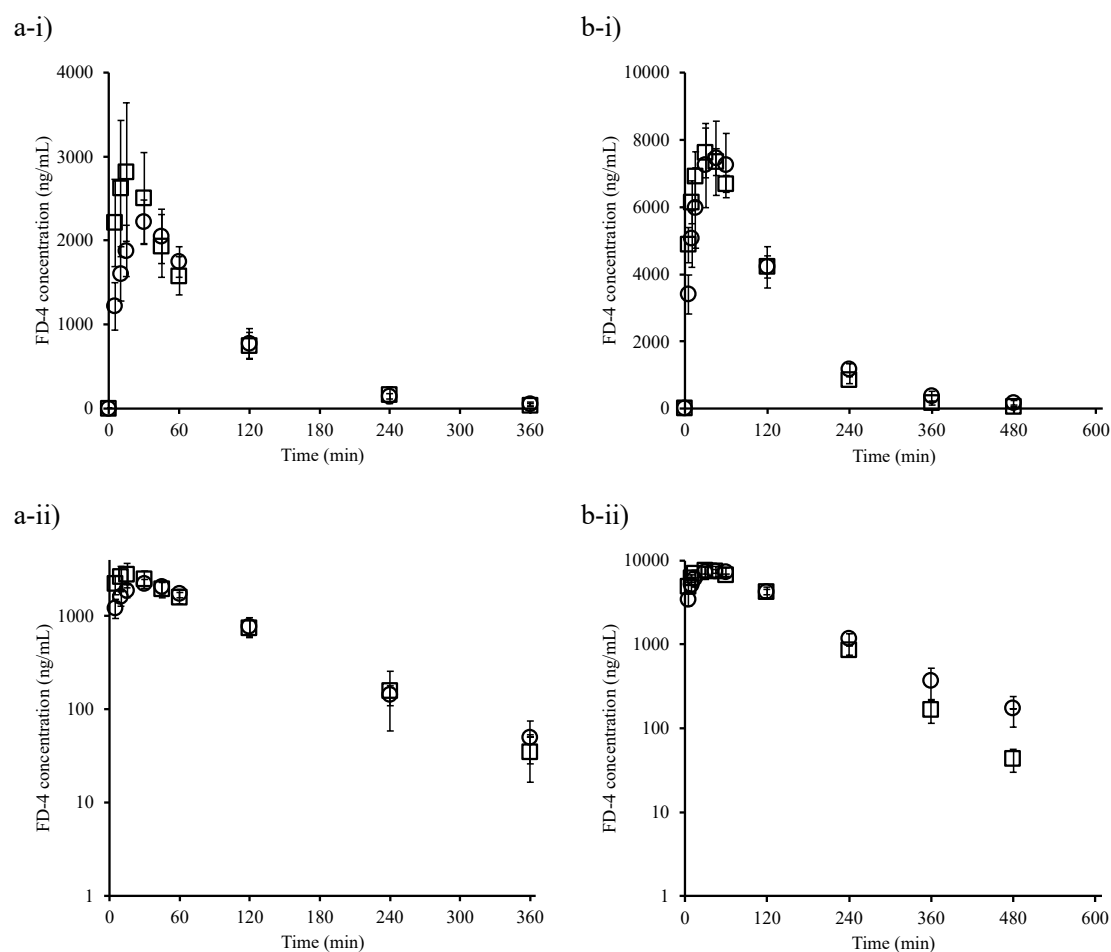 a-i)
b-i)
4000
3000
2000
1000
0
FD-4 concentration (ng/mL)
0 60 120 180 240 300 360
Time (min)
10000
8000
6000
4000
2000
0
FD-4 concentration (ng/mL)
0 120 240 360 480 600
Time (min)
a-ii)
b-ii)
1000
100
10
1
FD-4 concentration (ng/mL)
0 60 120 180 240 300 360
Time (min)
10000
1000
100
10
1
FD-4 concentration (ng/mL)
0 120 240 360 480 600
Time (min)